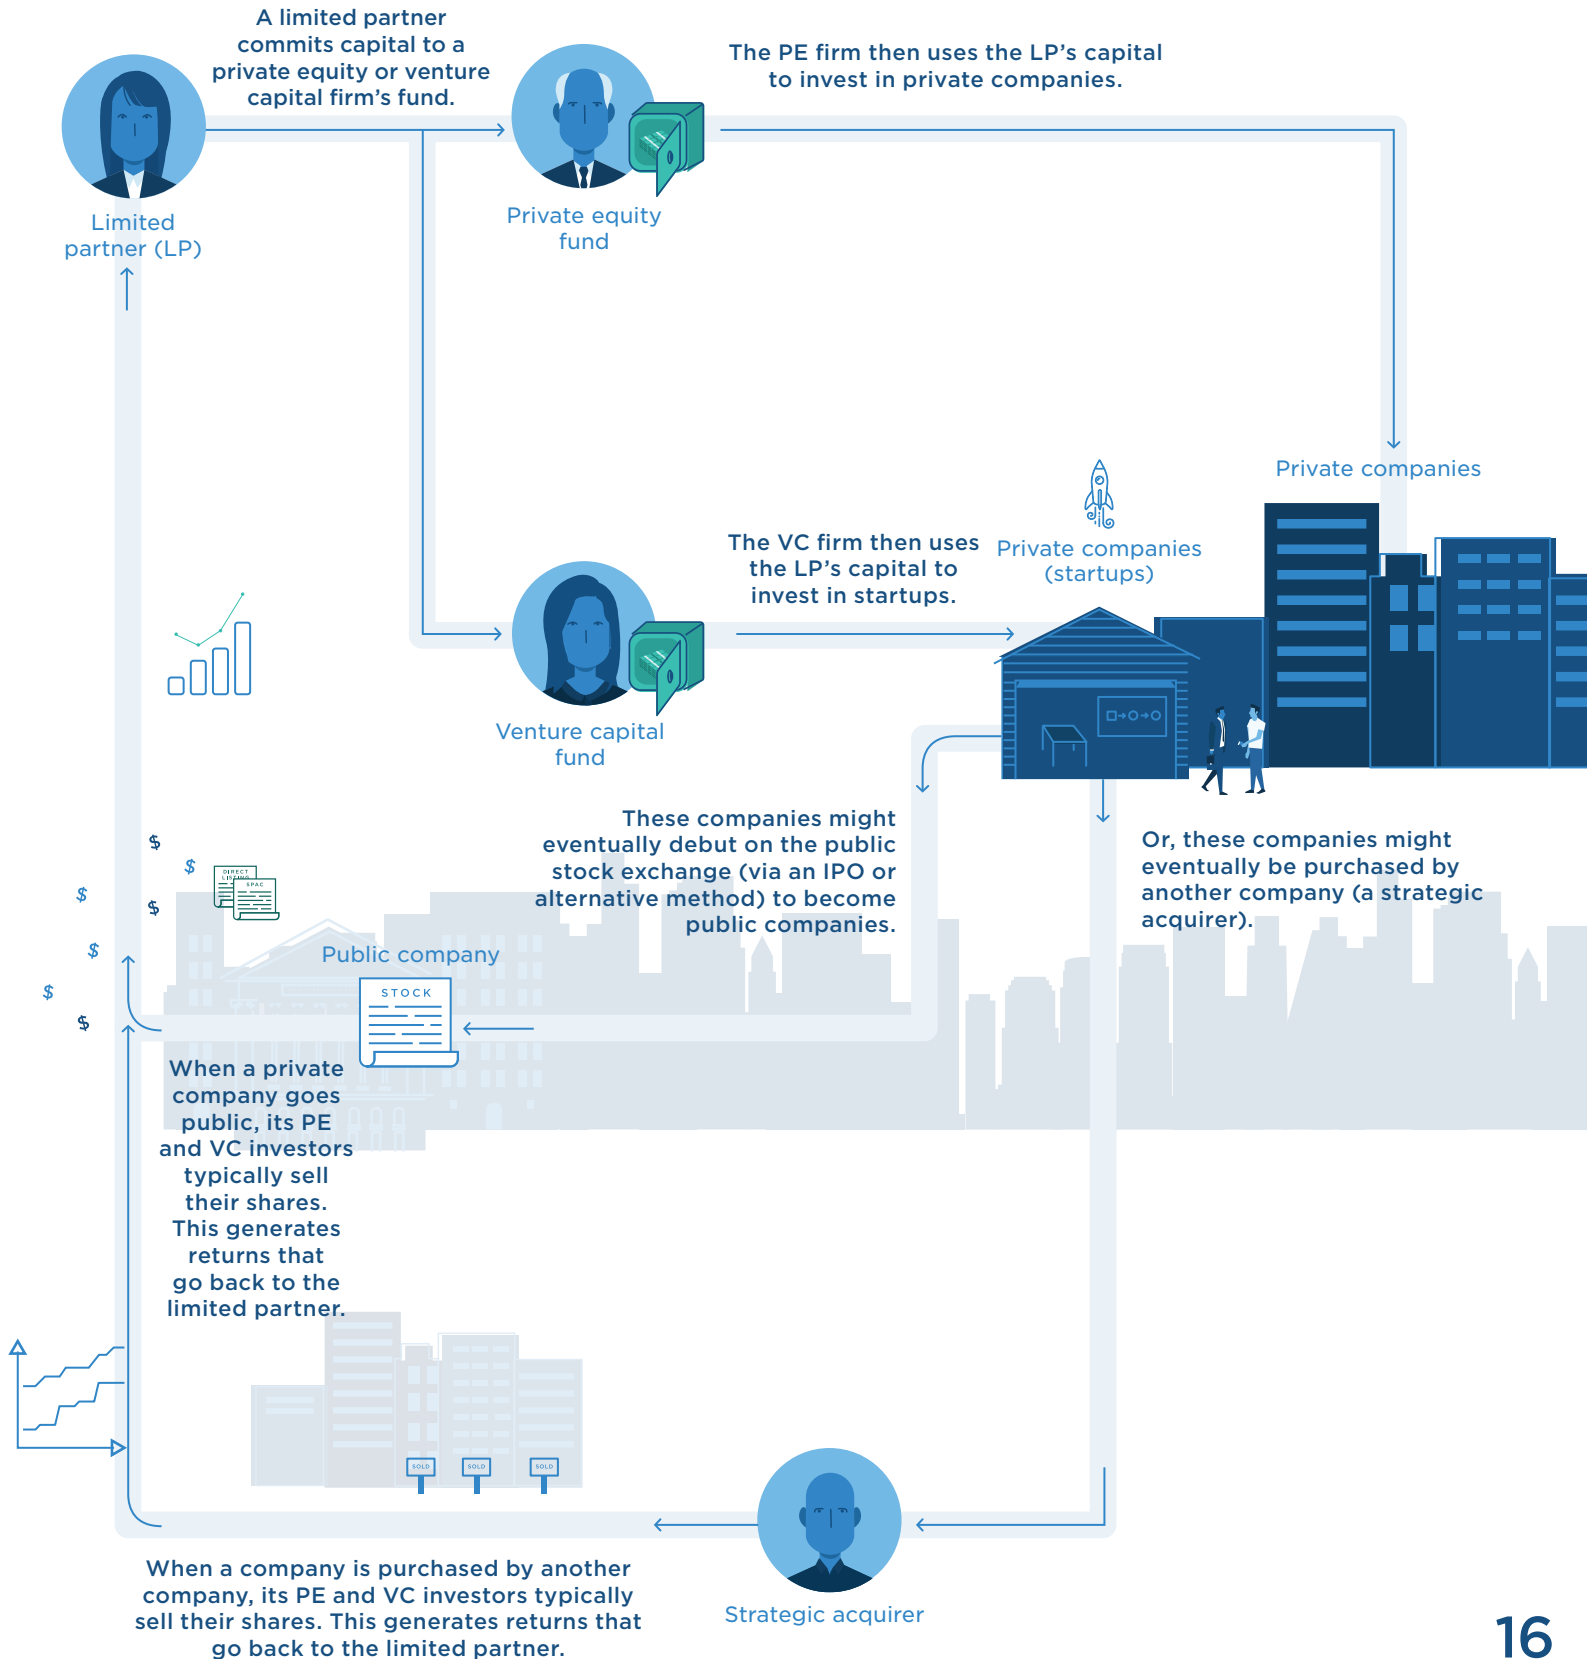 A limited partner
commits capital to a
private equity or venture
capital firm's fund.
The PE firm then uses the LP's capital
to invest in private companies.
Limited
partner (LP)
Private equity
fund
Private companies
The VC firm then uses
the LP's capital to
invest in startups.
Private companies
(startups)
Venture capital
fund
These companies might
eventually debut on the public
stock exchange (via an IPO or
alternative method) to become
public companies.
Or, these companies might
eventually be purchased by
another company (a strategic
acquirer).
$
$
$
$
$
$
$
DIRECT
LISTING
SPAC
Public company
STOCK
When a private
company goes
public, its PE
and VC investors
typically sell
their shares.
This generates
returns that
go back to the
limited partner.
SOLD
SOLD
SOLD
When a company is purchased by another
company, its PE and VC investors typically
sell their shares. This generates returns that
go back to the limited partner.
Strategic acquirer
16